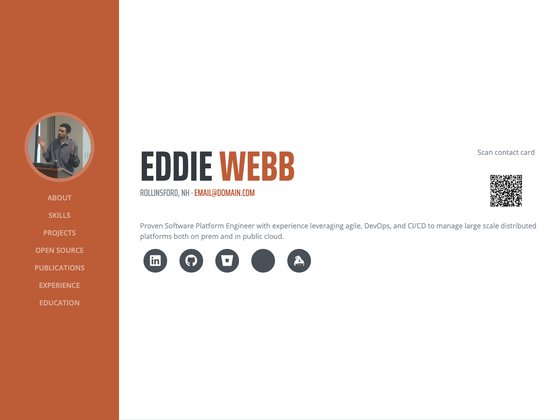 ABOUT
SKILLS
PROJECTS
OPEN SOURCE
PUBLICATIONS
EXPERIENCE
EDUCATION
EDDIE WEBB
ROLLINSFORD, NH · EMAIL@DOMAIN.COM
Scan contact card
Proven Software Platform Engineer with experience leveraging agile, DevOps, and CI/CD to manage large scale distributed
platforms both on prem and in public cloud.
in